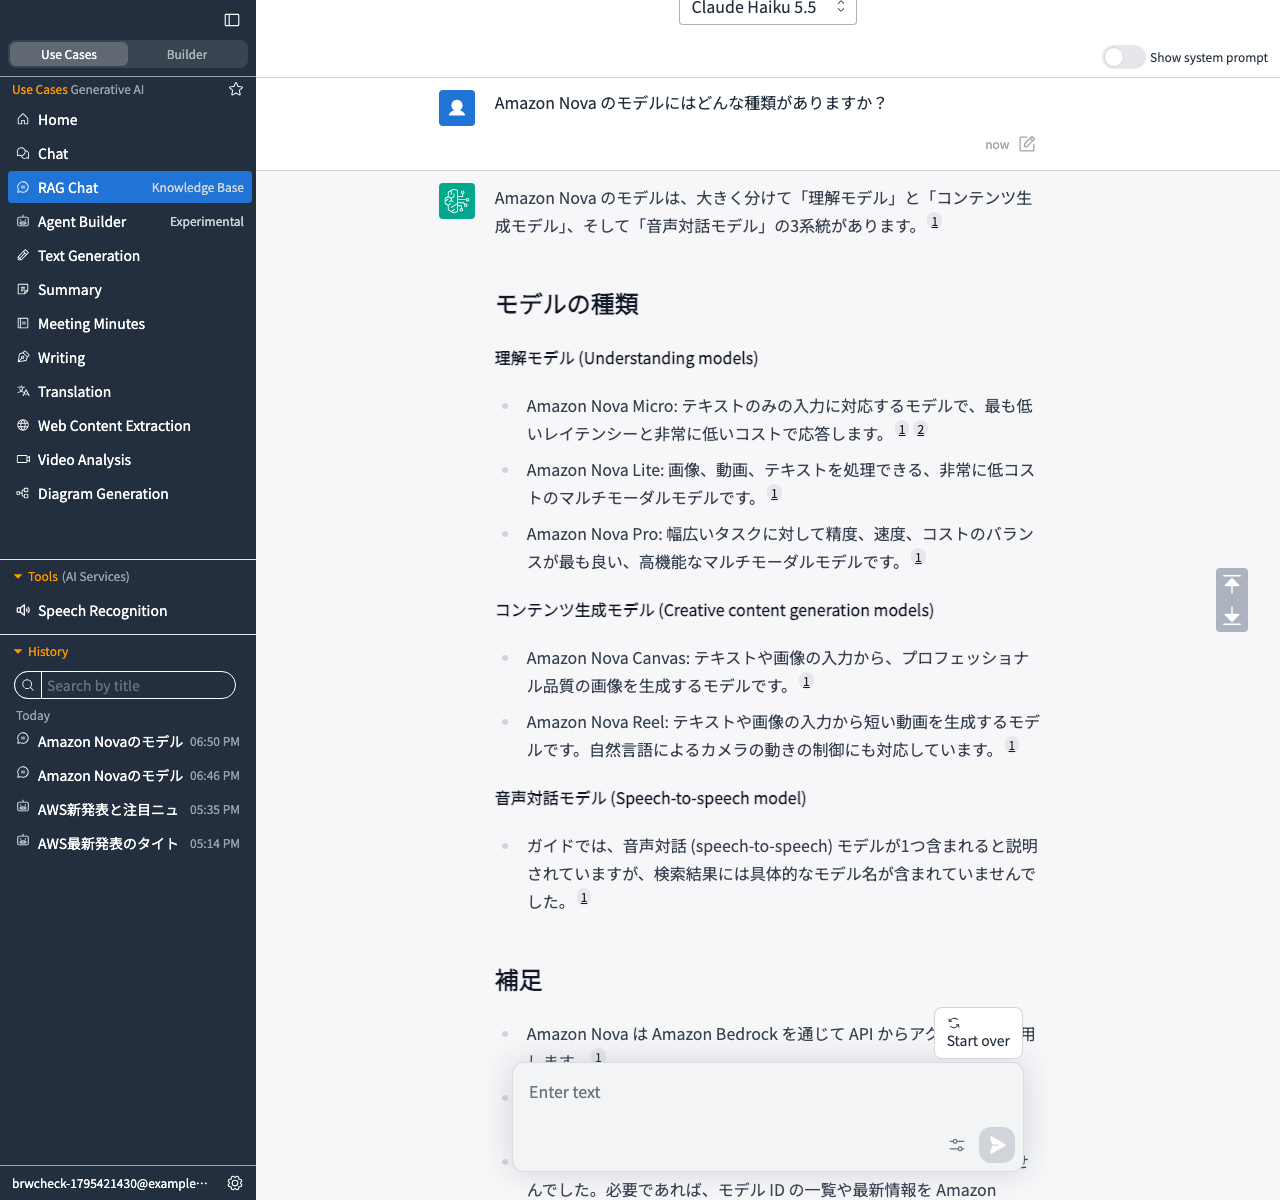 Use Cases
Builder
Use Cases Generative AI
Home
Chat
RAG Chat Knowledge Base
Agent Builder Experimental
Text Generation
Summary
Meeting Minutes
Writing
Translation
Web Content Extraction
Video Analysis
Diagram Generation
Tools (AI Services)
Speech Recognition
History
Search by title
Today
Amazon Novaのモデル 06:50 PM
Amazon Novaのモデル 06:46 PM
AWS新発表と注目ニュ 05:35 PM
AWS最新発表のタイト 05:14 PM
brwcheck-1795421430@example···
Claude Haiku 5.5
Show system prompt
Amazon Nova のモデルにはどんな種類がありますか？
now
Amazon Nova のモデルは、大きく分けて「理解モデル」と「コンテンツ生
成モデル」、そして「音声対話モデル」の3系統があります。 1
モデルの種類
理解モデル (Understanding models)
Amazon Nova Micro: テキストのみの入力に対応するモデルで、最も低
いレイテンシーと非常に低いコストで応答します。 1 2
Amazon Nova Lite: 画像、動画、テキストを処理できる、非常に低コス
トのマルチモーダルモデルです。 1
Amazon Nova Pro: 幅広いタスクに対して精度、速度、コストのバラン
スが最も良い、高機能なマルチモーダルモデルです。 1
コンテンツ生成モデル (Creative content generation models)
Amazon Nova Canvas: テキストや画像の入力から、プロフェッショナ
ル品質の画像を生成するモデルです。 1
Amazon Nova Reel: テキストや画像の入力から短い動画を生成するモデ
ルです。自然言語によるカメラの動きの制御にも対応しています。 1
音声対話モデル (Speech-to-speech model)
ガイドでは、音声対話 (speech-to-speech) モデルが1つ含まれると説明
されていますが、検索結果には具体的なモデル名が含まれていませんで
した。 1
補足
Amazon Nova は Amazon Bedrock を通じて API からアク 用
します。 1
Start over
Enter text
んでした。必要であれば、モデル ID の一覧や最新情報を Amazon